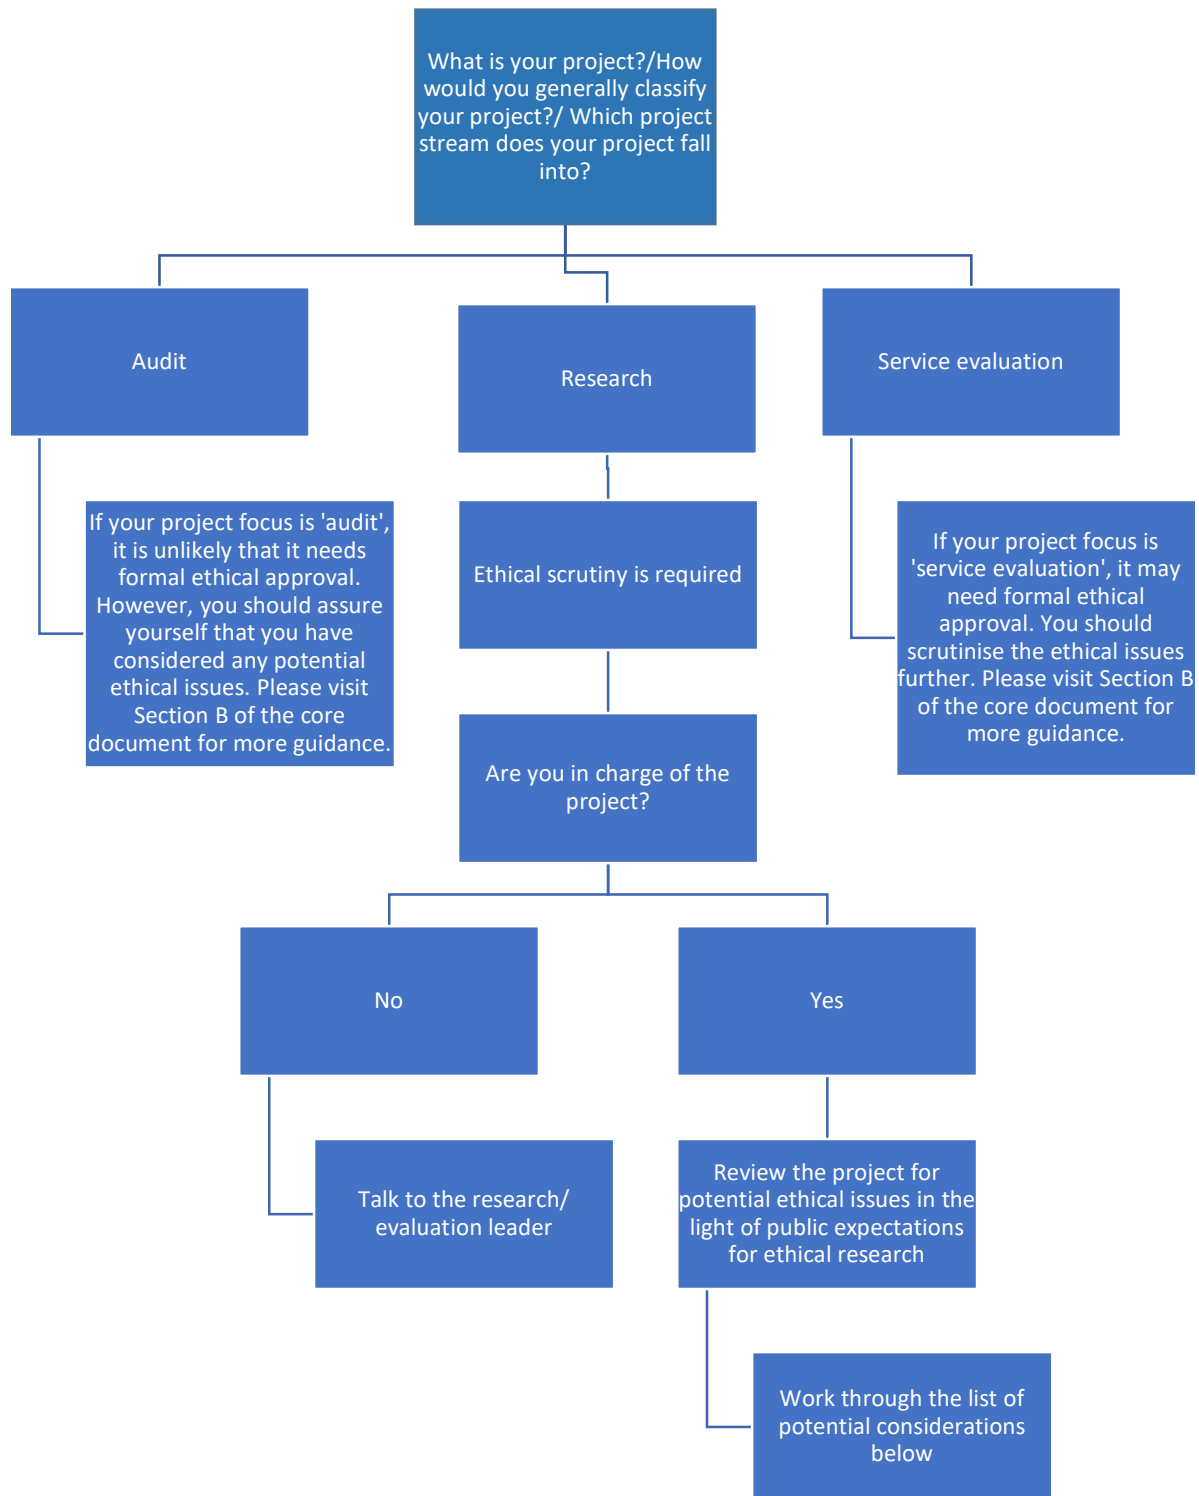 What is your project?/How
would you generally classify
your project?/ Which project
stream does your project fall
into?
Audit
Research
Service evaluation
If your project focus is 'audit',
it is unlikely that it needs
formal ethical approval.
However, you should assure
yourself that you have
considered any potential
ethical issues. Please visit
Section B of the core
document for more guidance.
Ethical scrutiny is required
If your project focus is
'service evaluation', it may
need formal ethical
approval. You should
scrutinise the ethical issues
further. Please visit Section B
of the core document for
more guidance.
Are you in charge of the
project?
No
Yes
Talk to the research/
evaluation leader
Review the project for
potential ethical issues in the
light of public expectations
for ethical research
Work through the list of
potential considerations
below